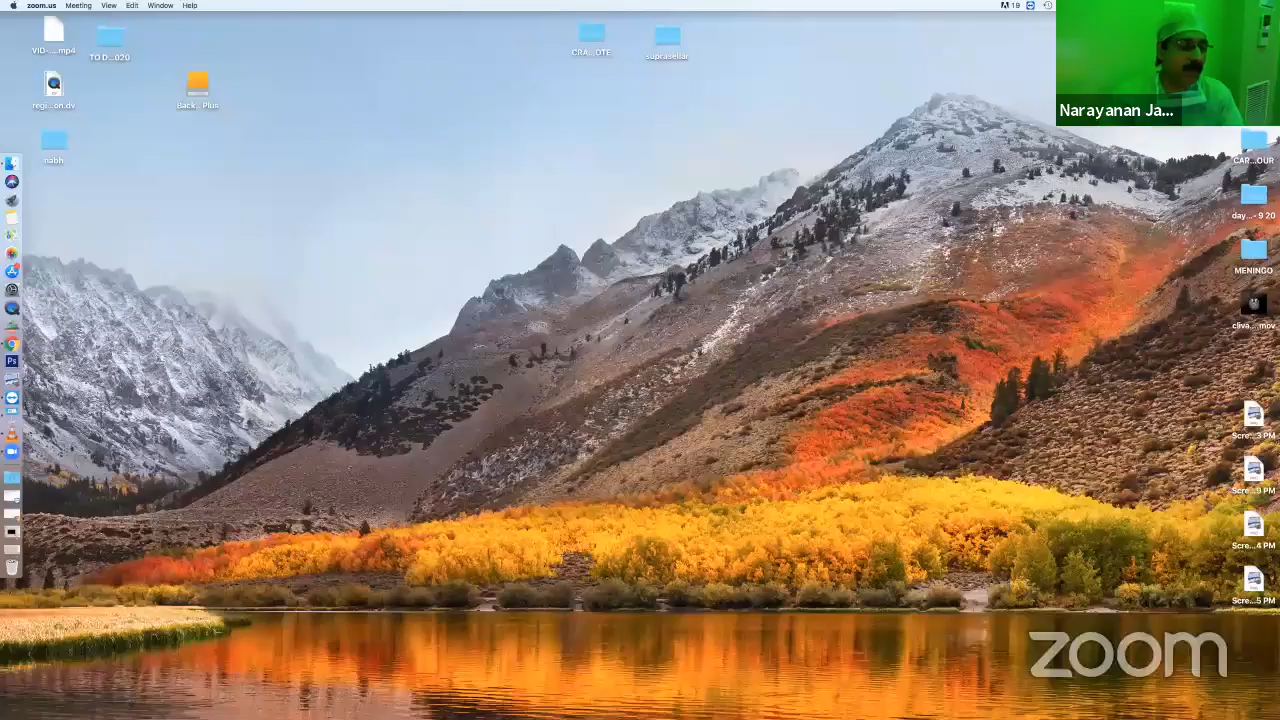 zoom.us Meeting View Edit Window Help
19
VID-....mp4
TO D...020
CRA...OTE
suprasellar
regi...on.dv
Back.. Plus
nabh
Narayanan Ja...
CAR...OUR
day...- 9 20
MENINGO
cliva....mov
Ps
Scre...3 PM
Scre...9 PM
Scre...4 PM
Scre...5 PM
zoom